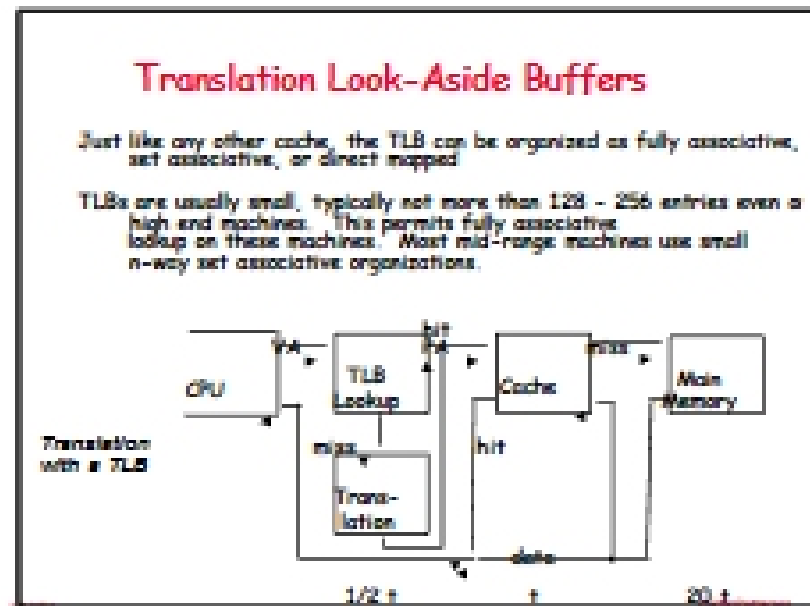 Translation Look-Aside Buffers
Just like any other cache, the TLB can be organized as fully associative,
set associative, or direct mapped
TLBs are usually small, typically not more than 128 - 256 entries even o
high end machines. This permits fully associative
lookup on these machines. Most mid-range machines use small
n-way set associative organizations.
hit
VA
PA
miss
CPU
TLB
Lookup
Cache
Main
Memory
Translation
with a TLB
miss
hit
Trans-
lation
data
1/2 t
t
20 t